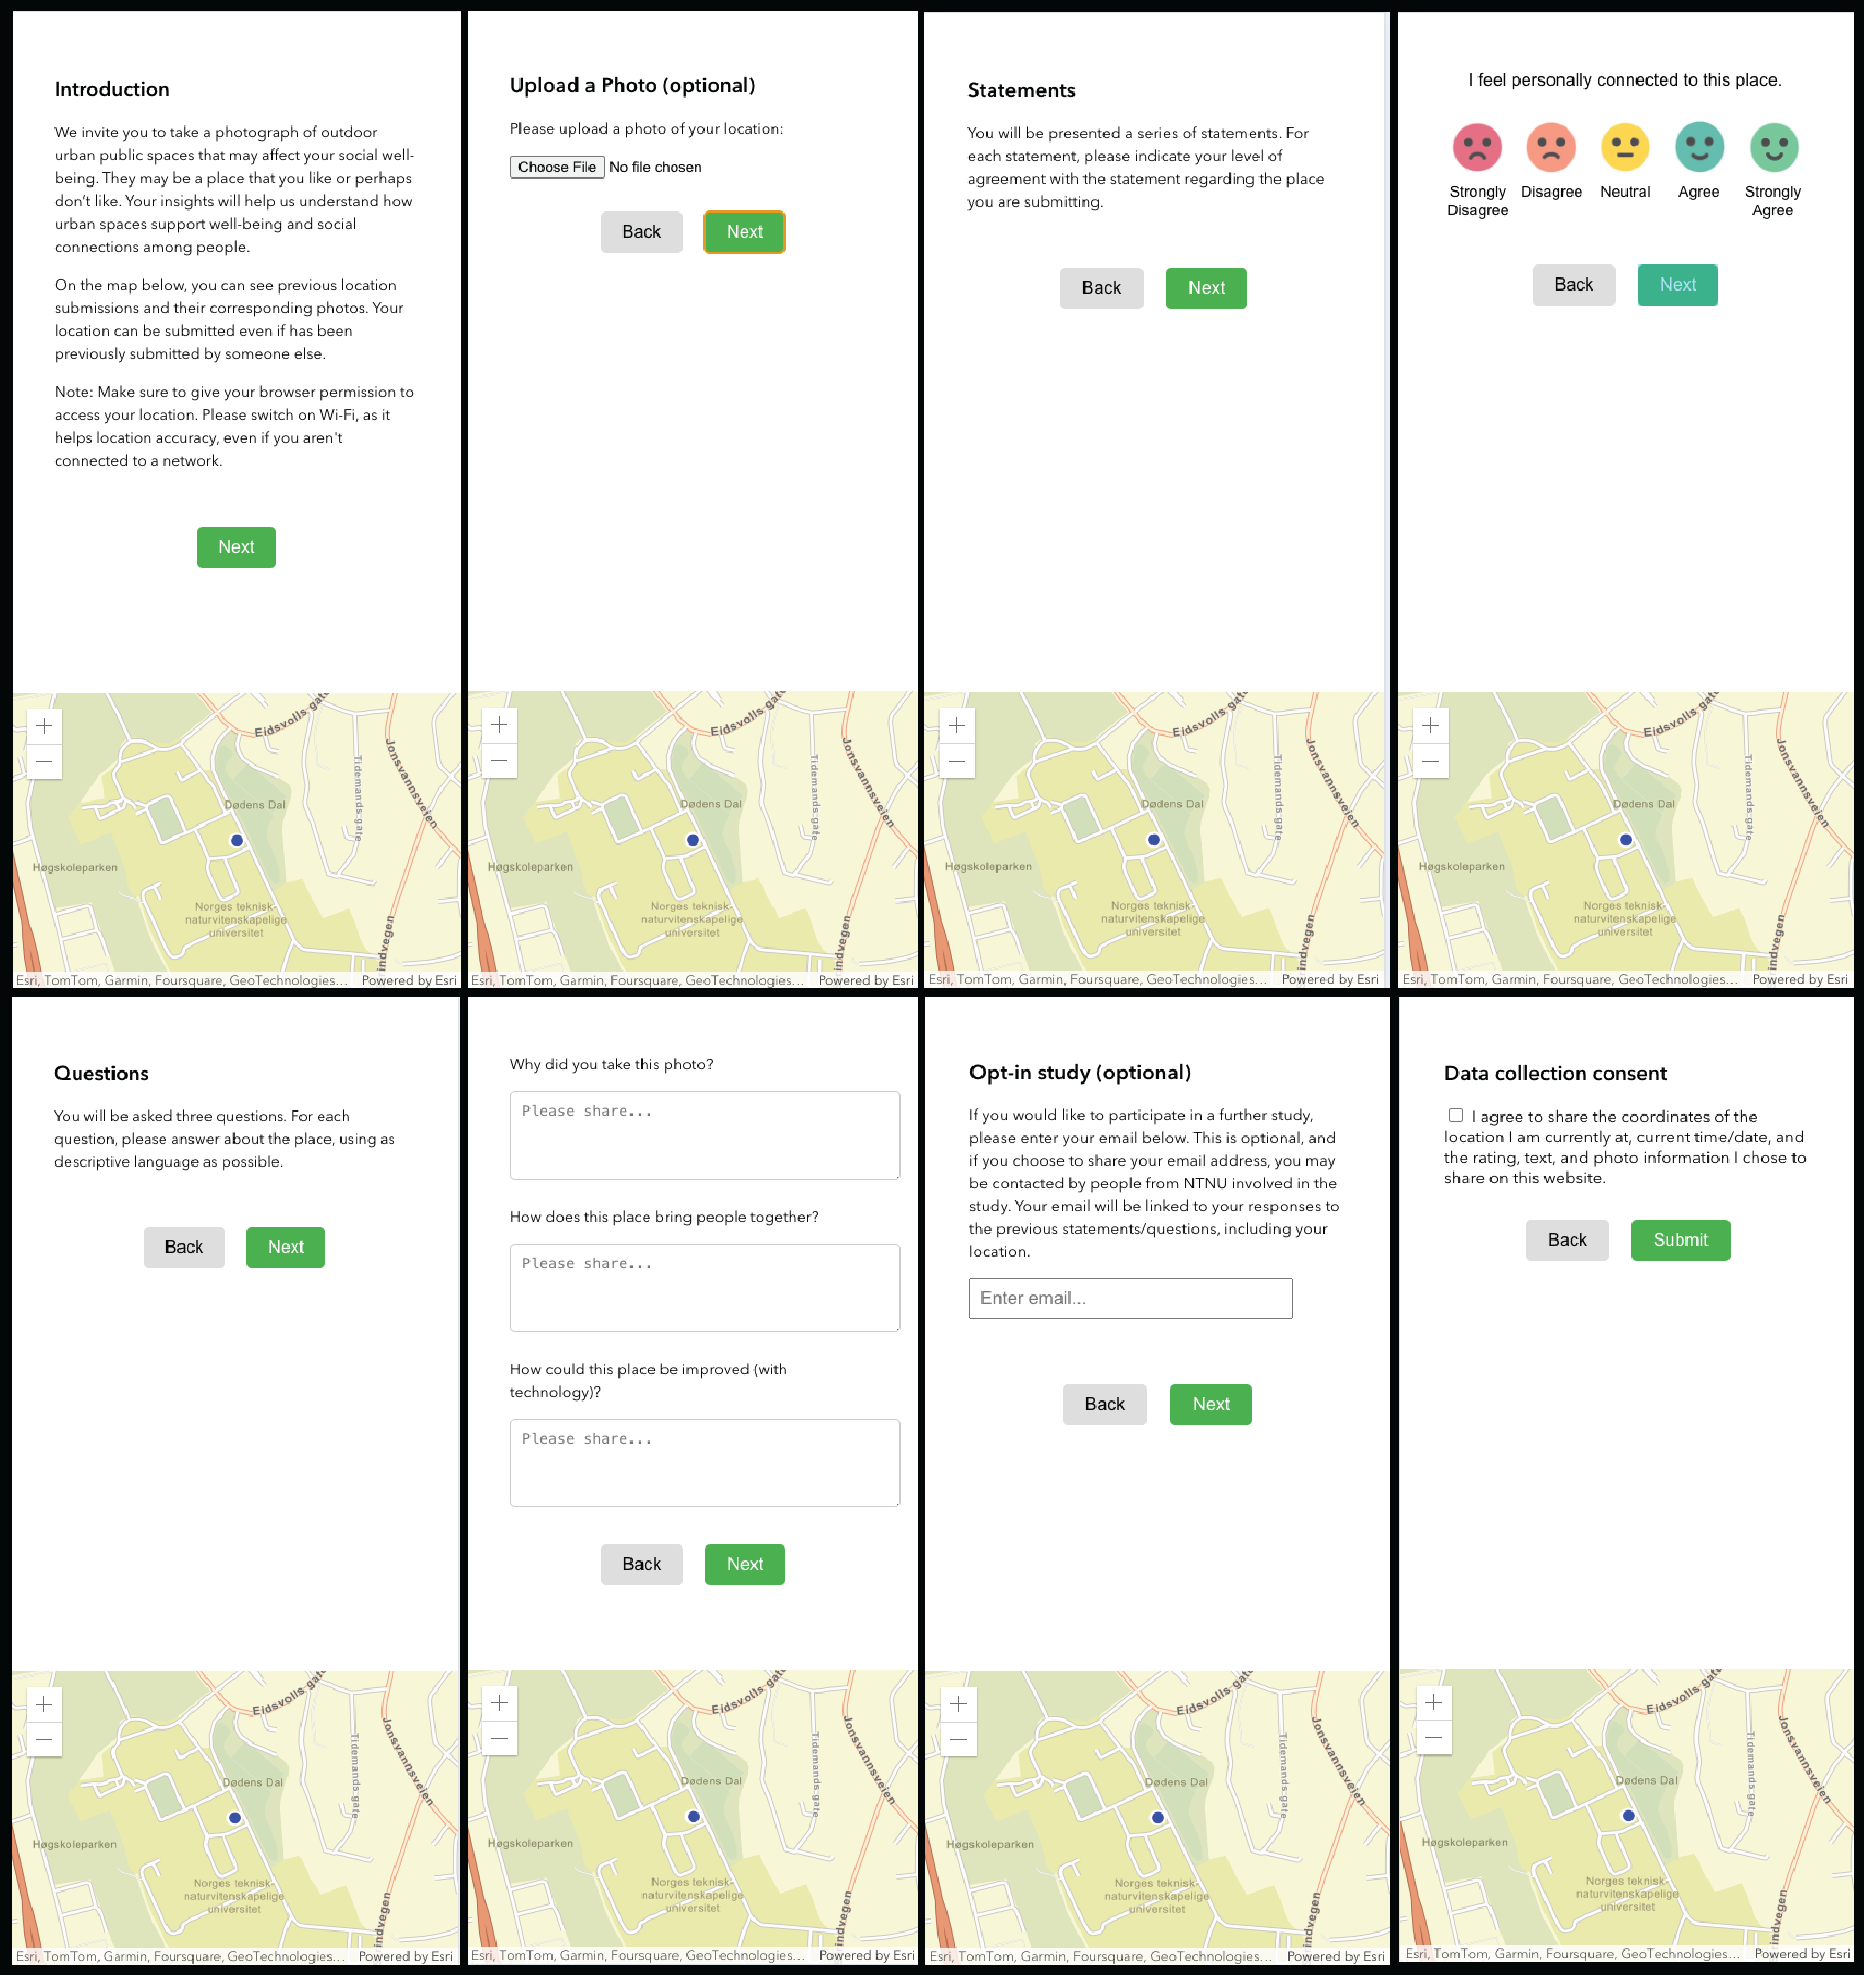 Introduction
We invite you to take a photograph of outdoor
urban public spaces that may affect your social well-
being. They may be a place that you like or perhaps
don't like. Your insights will help us understand how
urban spaces support well-being and social
connections among people.
On the map below, you can see previous location
submissions and their corresponding photos. Your
location can be submitted even if has been
previously submitted by someone else.
Note: Make sure to give your browser permission to
access your location. Please switch on Wi-Fi, as it
helps location accuracy, even if you aren't
connected to a network.
Next
+
−
Eidsvolls gate
Jonsvannsveien
Tidemands gate
Dødens Dal
Høgskoleparken
Norges teknisk-
naturvitenskapelige
universitet
indvegen
Esri, TomTom, Garmin, Foursquare, GeoTechnologies... Powered by Esri
Upload a Photo (optional)
Please upload a photo of your location:
Choose File No file chosen
Back Next
+
−
Eidsvolls gate
Jonsvannsveien
Tidemands gate
Dødens Dal
Høgskoleparken
Norges teknisk-
naturvitenskapelige
universitet
indvegen
Esri, TomTom, Garmin, Foursquare, GeoTechnologies... Powered by Esri
Statements
You will be presented a series of statements. For
each statement, please indicate your level of
agreement with the statement regarding the place
you are submitting.
Back Next
+
−
Eidsvolls gate
Jonsvannsveien
Tidemands gate
Dødens Dal
Høgskoleparken
Norges teknisk-
naturvitenskapelige
universitet
indvegen
Esri, TomTom, Garmin, Foursquare, GeoTechnologies... Powered by Esri
I feel personally connected to this place.
Strongly Disagree Neutral Agree Strongly
Disagree Agree
Back Next
+
−
Eidsvolls gate
Jonsvannsveien
Tidemands gate
Dødens Dal
Høgskoleparken
Norges teknisk-
naturvitenskapelige
universitet
indvegen
Esri, TomTom, Garmin, Foursquare, GeoTechnologies... Powered by Esri
Questions
You will be asked three questions. For each
question, please answer about the place, using as
descriptive language as possible.
Back Next
+
−
Eidsvolls gate
Jonsvannsveien
Tidemands gate
Dødens Dal
Høgskoleparken
Norges teknisk-
naturvitenskapelige
universitet
indvegen
Esri, TomTom, Garmin, Foursquare, GeoTechnologies... Powered by Esri
Why did you take this photo?
Please share...
How does this place bring people together?
Please share...
How could this place be improved (with
technology)?
Please share...
Back Next
+
−
Eidsvolls gate
Jonsvannsveien
Tidemands gate
Dødens Dal
Høgskoleparken
Norges teknisk-
naturvitenskapelige
universitet
indvegen
Esri, TomTom, Garmin, Foursquare, GeoTechnologies... Powered by Esri
Opt-in study (optional)
If you would like to participate in a further study,
please enter your email below. This is optional, and
if you choose to share your email address, you may
be contacted by people from NTNU involved in the
study. Your email will be linked to your responses to
the previous statements/questions, including your
location.
Enter email...
Back Next
+
−
Eidsvolls gate
Jonsvannsveien
Tidemands gate
Dødens Dal
Høgskoleparken
Norges teknisk-
naturvitenskapelige
universitet
indvegen
Esri, TomTom, Garmin, Foursquare, GeoTechnologies... Powered by Esri
Data collection consent
I agree to share the coordinates of the
location I am currently at, current time/date, and
the rating, text, and photo information I chose to
share on this website.
Back Submit
+
−
Eidsvolls gate
Jonsvannsveien
Tidemands gate
Dødens Dal
Høgskoleparken
Norges teknisk-
naturvitenskapelige
universitet
indvegen
Esri, TomTom, Garmin, Foursquare, GeoTechnologies... Powered by Esri